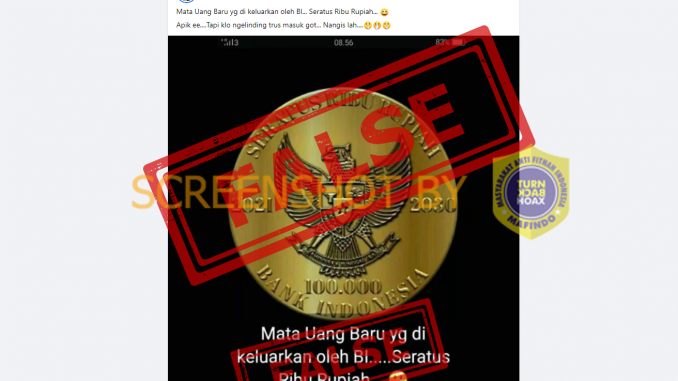 Mata Uang Baru yg di keluarkan oleh BI... Seratus Ribu Rupiah... 😄
Apik ee....Tapi klo ngelinding trus masuk got... Nangis lah....🤣🤣🤣
08.56
83%
SERATUS RIBU RUPIAH
FALSE
SCREENSHOT BY
2030
100.000
BANK INDONESIA
MASYARAKAT ANTI FITNAH INDONESIA
TURN
BACK
HOAX
MAFINDO
Mata Uang Baru yg di
keluarkan oleh BI.....Seratus
Ribu Rupiah
FALSE